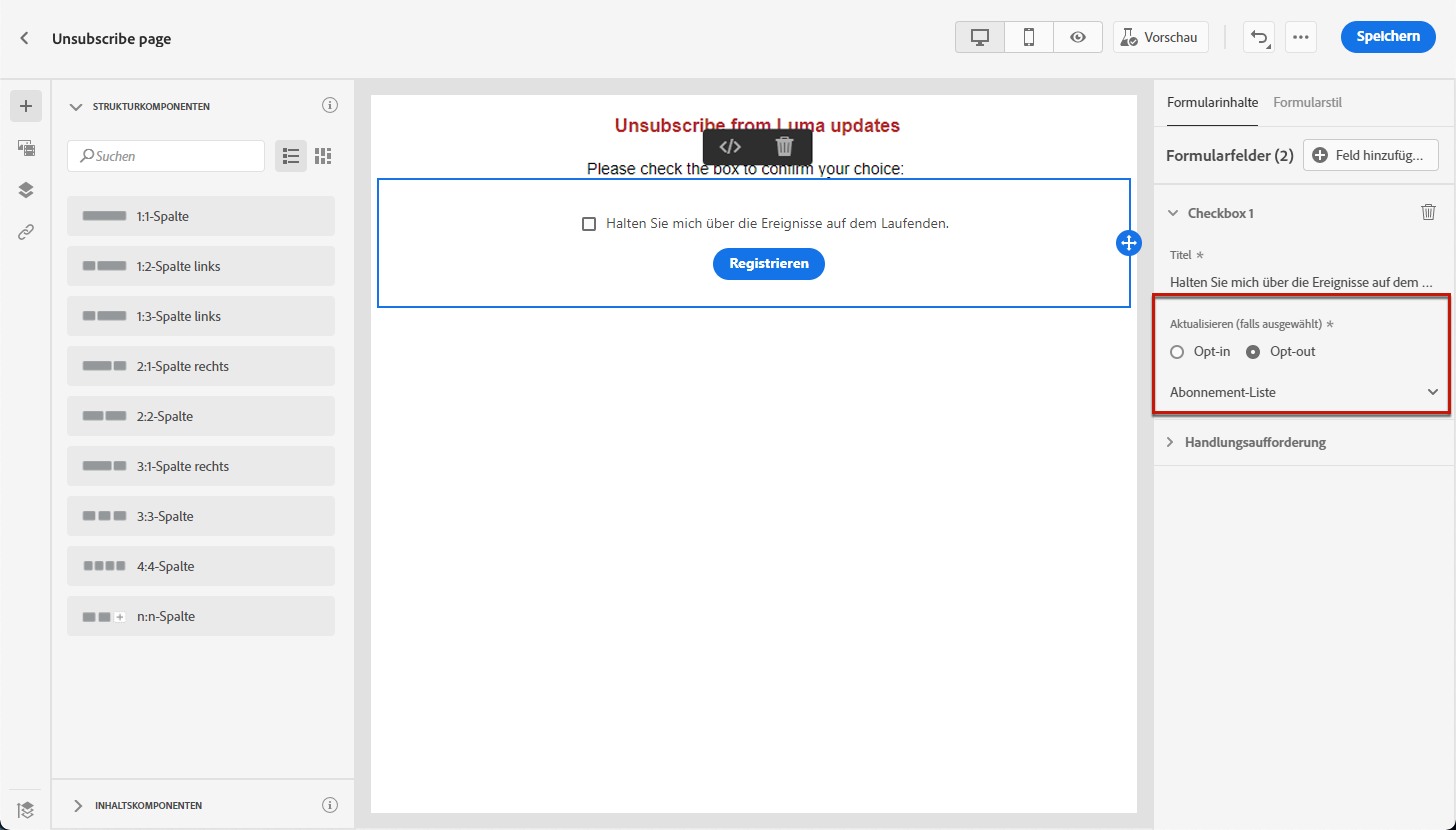 Unsubscribe page
Vorschau
Speichern
STRUKTURKOMPONENTEN
Suchen
1:1-Spalte
1:2-Spalte links
1:3-Spalte links
2:1-Spalte rechts
2:2-Spalte
3:1-Spalte rechts
3:3-Spalte
4:4-Spalte
n:n-Spalte
INHALTSKOMPONENTEN
Unsubscribe from Luma updates
Please check the box to confirm your choice:
Halten Sie mich über die Ereignisse auf dem Laufenden.
Registrieren
Formularinhalte Formularstil
Formularfelder (2) Feld hinzufüg...
Checkbox 1
Titel *
Halten Sie mich über die Ereignisse auf dem ...
Aktualisieren (falls ausgewählt) *
Opt-in Opt-out
Abonnement-Liste
Handlungsaufforderung